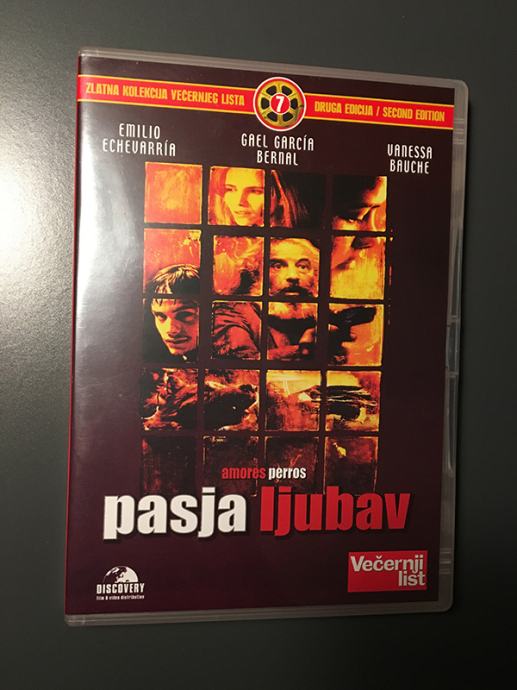 ZLATNA KOLEKCIJA VEČERNJEG LISTA
7
DRUGA EDICIJA / SECOND EDITION
EMILIO
ECHEVARRÍA
GAEL GARCÍA
BERNAL
VANESSA
BAUCHE
amores perros
pasja ljubav
DISCOVERY
film & video distribution
Večernji
list